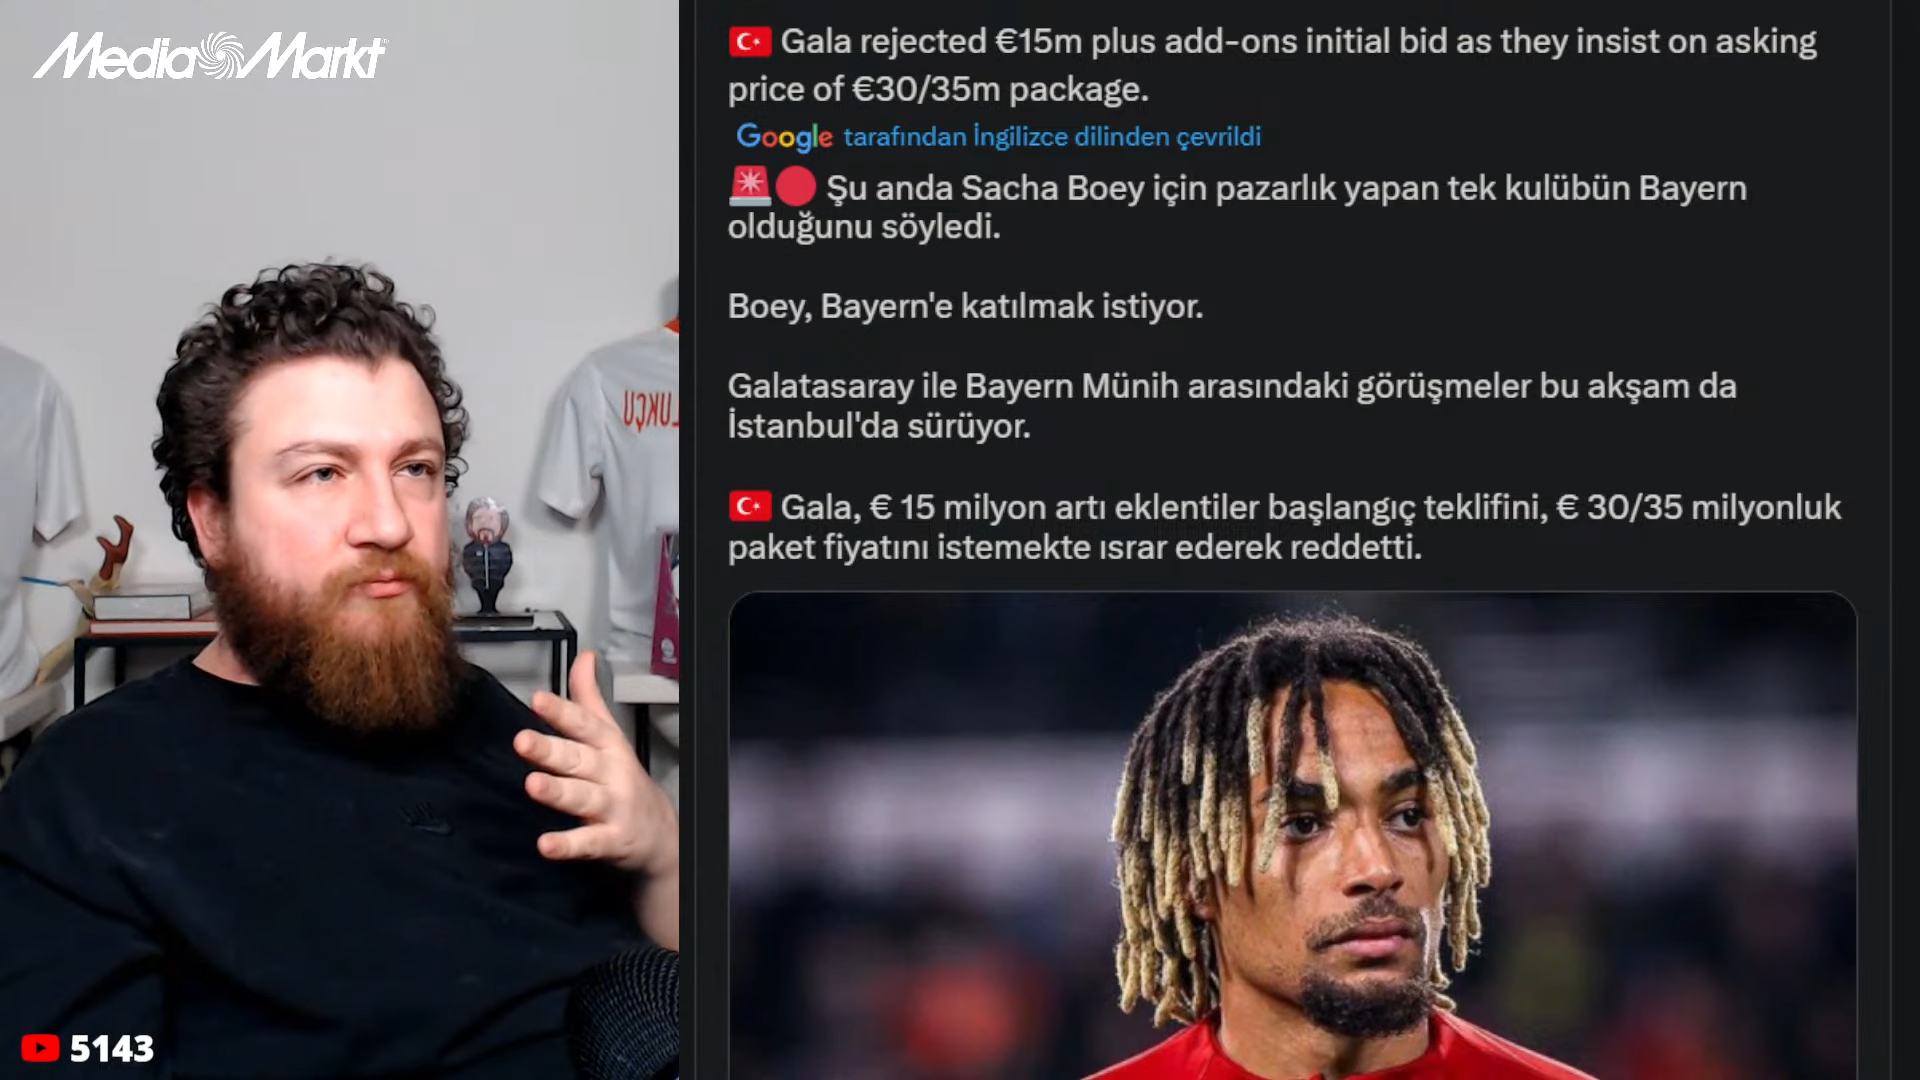 MediaMarkt
Gala rejected €15m plus add-ons initial bid as they insist on asking
price of €30/35m package.
Google tarafından İngilizce dilinden çevrildi
Şu anda Sacha Boey için pazarlık yapan tek kulübün Bayern
olduğunu söyledi.
Boey, Bayern'e katılmak istiyor.
Galatasaray ile Bayern Münih arasındaki görüşmeler bu akşam da
İstanbul'da sürüyor.
Gala, € 15 milyon artı eklentiler başlangıç teklifini, € 30/35 milyonluk
paket fiyatını istemekte ısrar ederek reddetti.
5143